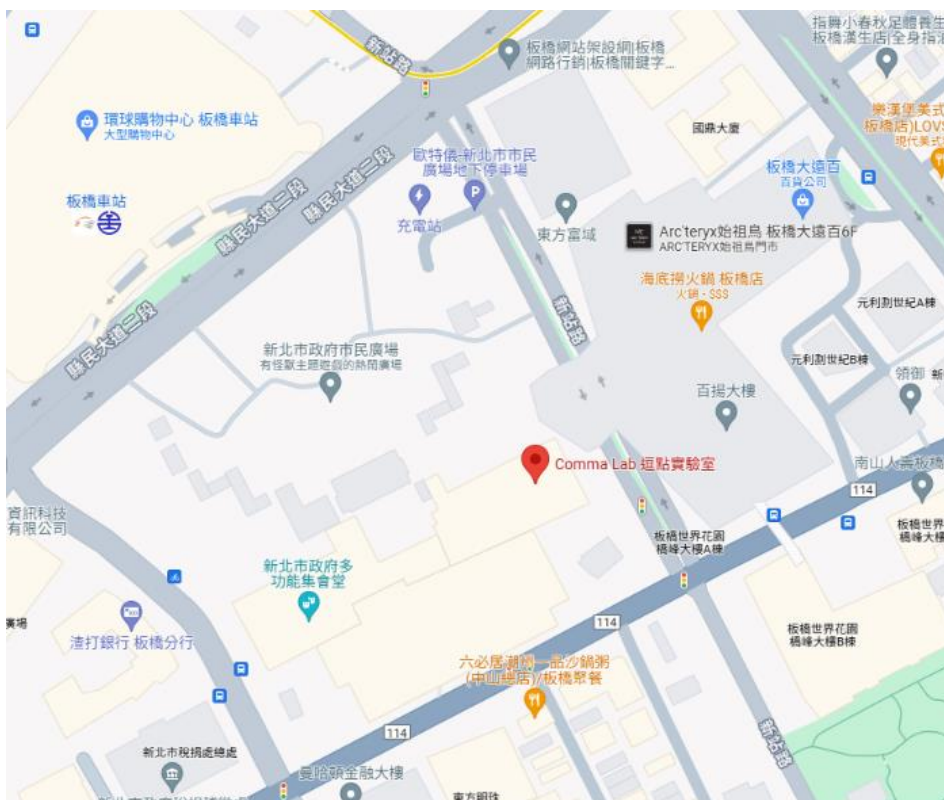 新站路
板橋網站架設網|板橋
網路行銷|板橋關鍵字...
指舞小春秋足體養生
板橋漢生店|全身指
環球購物中心 板橋車站
大型購物中心
國鼎大廈
樂漢堡美式
板橋店)LOVE
現代美式
歐特儀-新北市市民
廣場地下停車場
板橋大遠百
百貨公司
板橋車站
縣民大道二段
縣民大道二段
充電站
東方富域
Arc'teryx始祖鳥 板橋大遠百6F
ARC'TERYX始祖鳥門市
海底撈火鍋 板橋店
火鍋・$$$
新站路
元利劃世紀A棟
縣民大道二段
新北市政府市民廣場
有怪獸主題遊戲的熱鬧廣場
元利劃世紀B棟
領御
新
百揚大樓
Comma Lab 逗點實驗室
南山人壽板橋
114
資訊科技
有限公司
板橋世界花園
橋峰大樓A棟
板橋世界花園
橋峰大樓
新北市政府多
功能集會堂
廣場
渣打銀行 板橋分行
114
板橋世界花園
橋峰大樓B棟
六必居潮州一品沙鍋粥
(中山總店)/板橋聚餐
114
新站路
新北市稅捐處總處
曼哈頓金融大樓
東方明珠